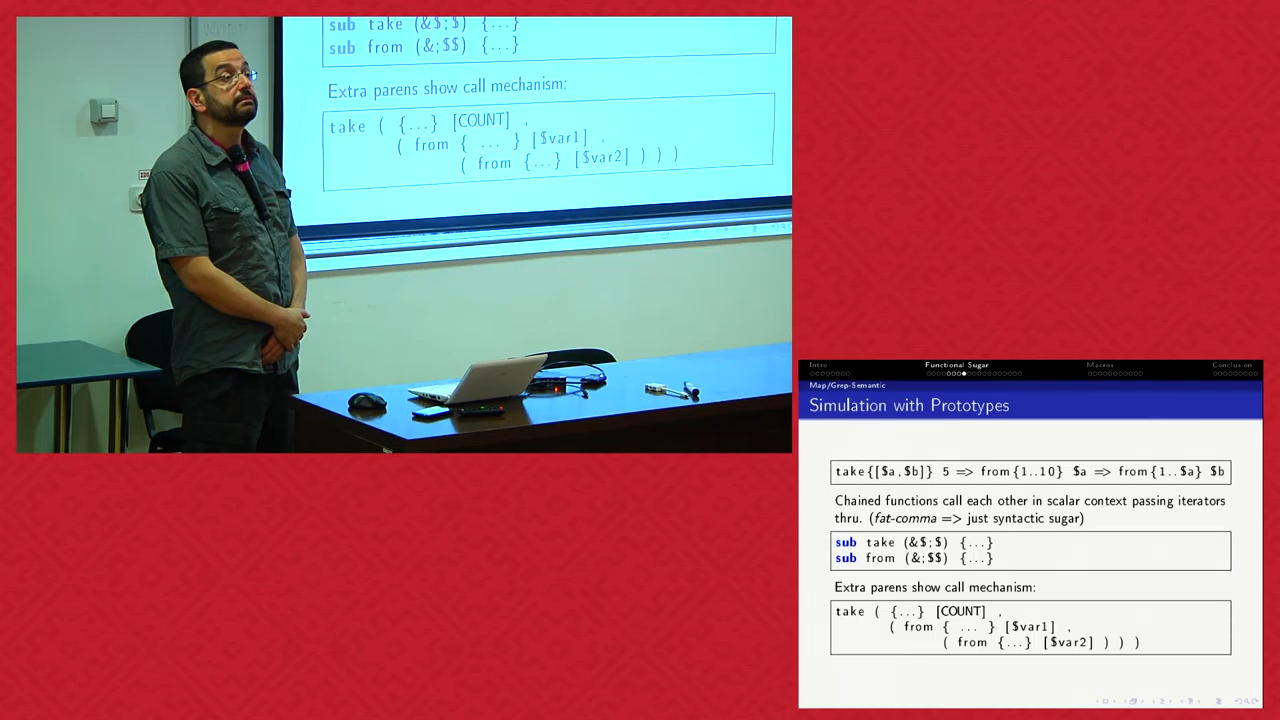 sub take (&$;$) {...}
sub from (&;$$) {...}
Extra parens show call mechanism:
take ( {...} [COUNT] ,
( from { ... } [$var1] ,
( from {...} [$var2] ) ) )
220
Intro Functional Sugar Macros Conclusion
Map/Grep-Semantic
Simulation with Prototypes
take{[$a,$b]} 5 => from{1..10} $a => from{1..$a} $b
Chained functions call each other in scalar context passing iterators
thru. (fat-comma => just syntactic sugar)
sub take (&$;$) {...}
sub from (&;$$) {...}
Extra parens show call mechanism:
take ( {...} [COUNT] ,
( from { ... } [$var1] ,
( from {...} [$var2] ) ) )